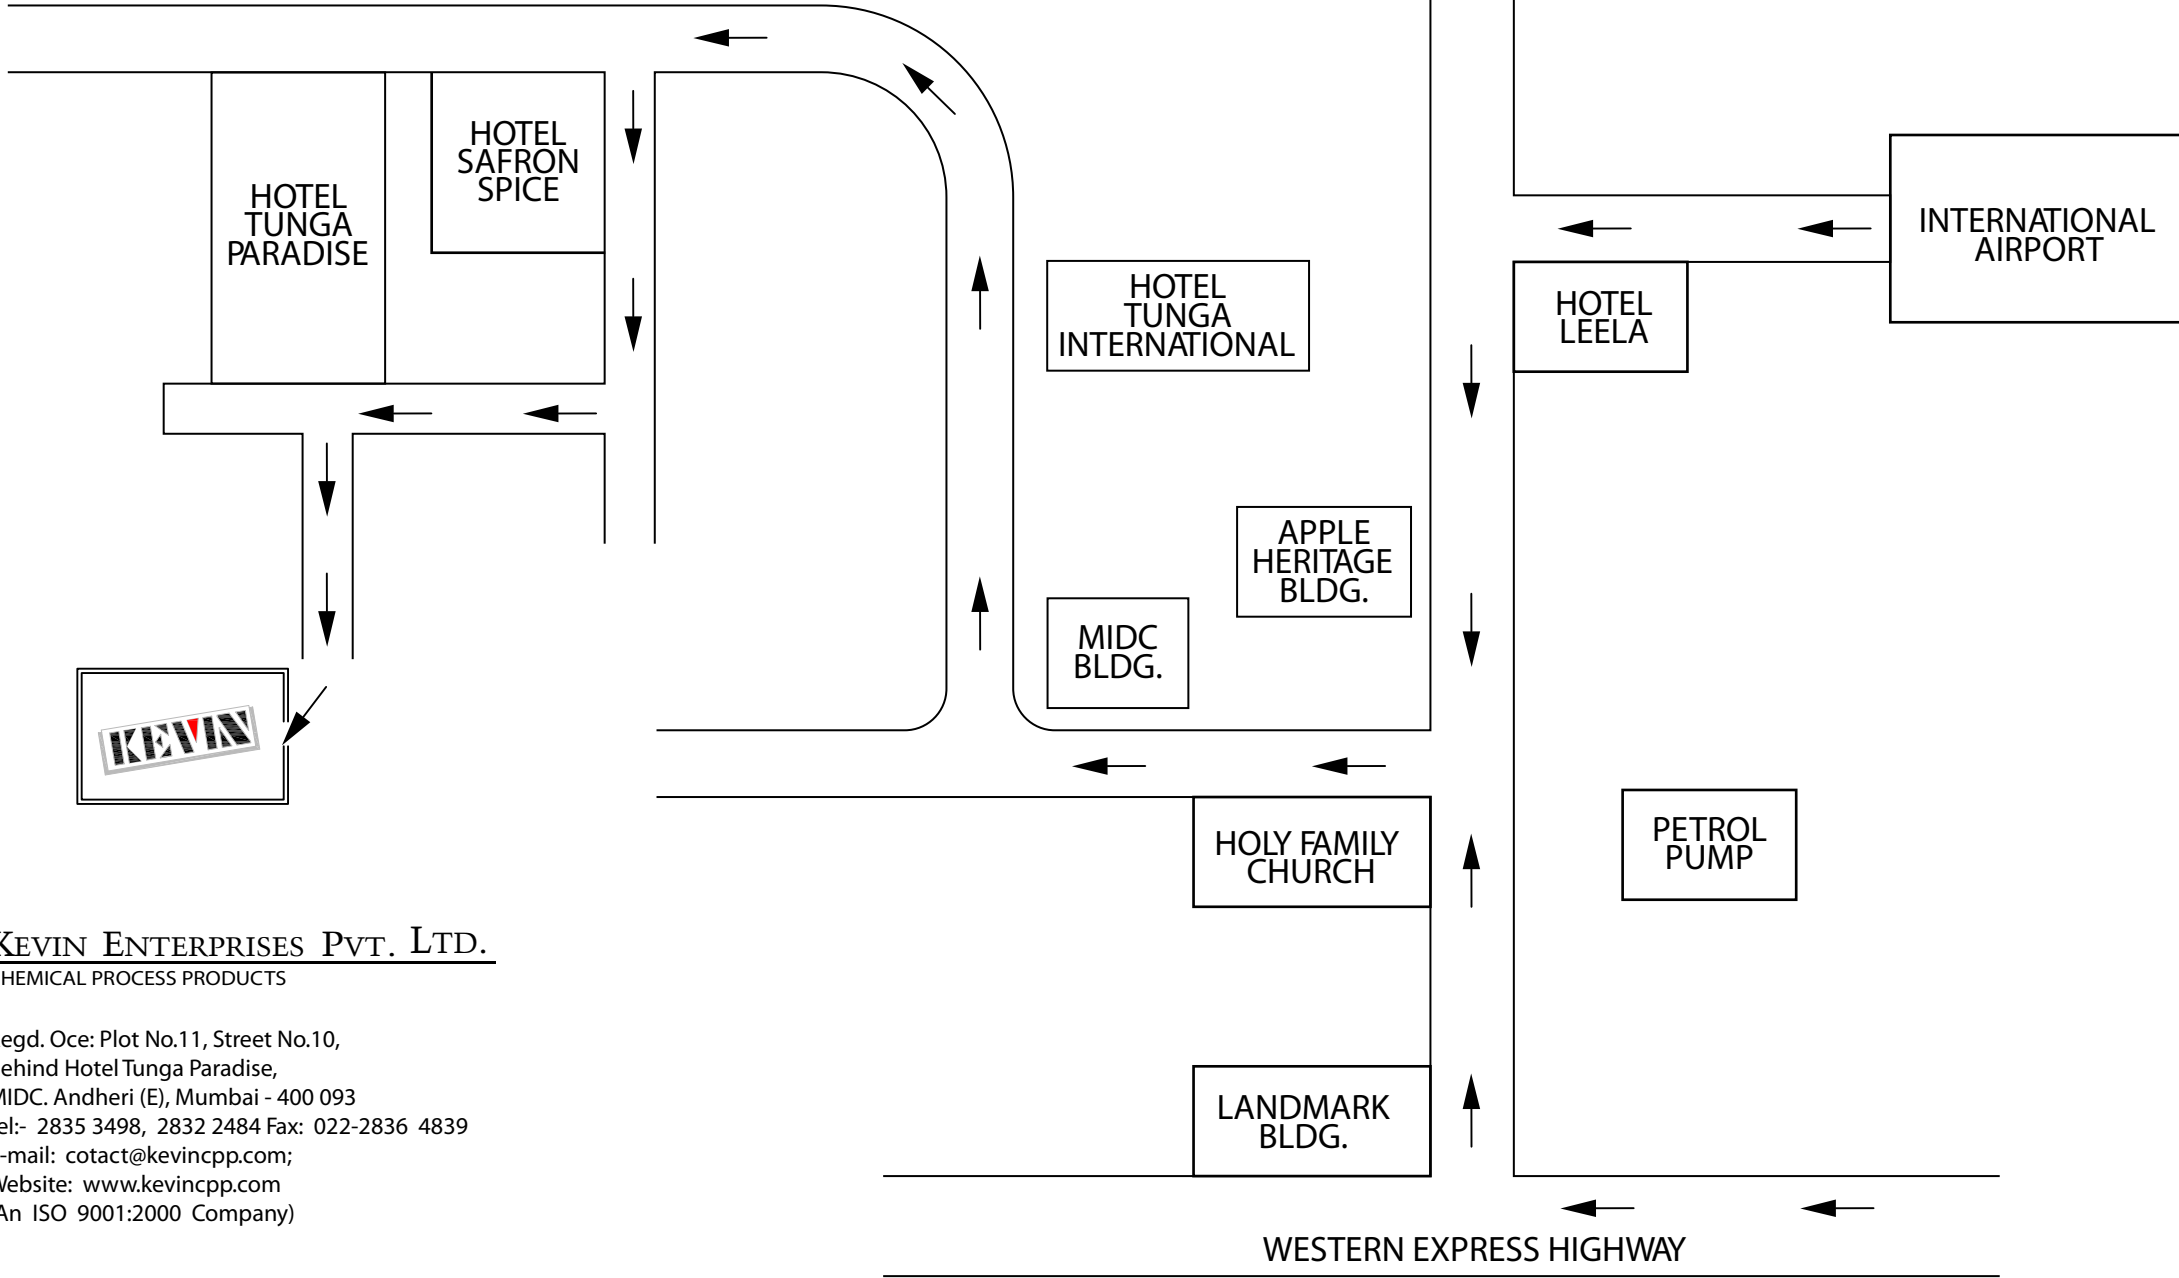 HOTEL
TUNGA
PARADISE
HOTEL
SAFRON
SPICE
HOTEL
TUNGA
INTERNATIONAL
HOTEL
LEELA
INTERNATIONAL
AIRPORT
APPLE
HERITAGE
BLDG.
MIDC
BLDG.
KEVIN
HOLY FAMILY
CHURCH
PETROL
PUMP
LANDMARK
BLDG.
WESTERN EXPRESS HIGHWAY
KEVIN ENTERPRISES PVT. LTD.
HEMICAL PROCESS PRODUCTS
egd. Oce: Plot No.11, Street No.10,
ehind Hotel Tunga Paradise,
MIDC. Andheri (E), Mumbai - 400 093
el:- 2835 3498, 2832 2484 Fax: 022-2836 4839
-mail: cotact@kevincpp.com;
Website: www.kevincpp.com
An ISO 9001:2000 Company)